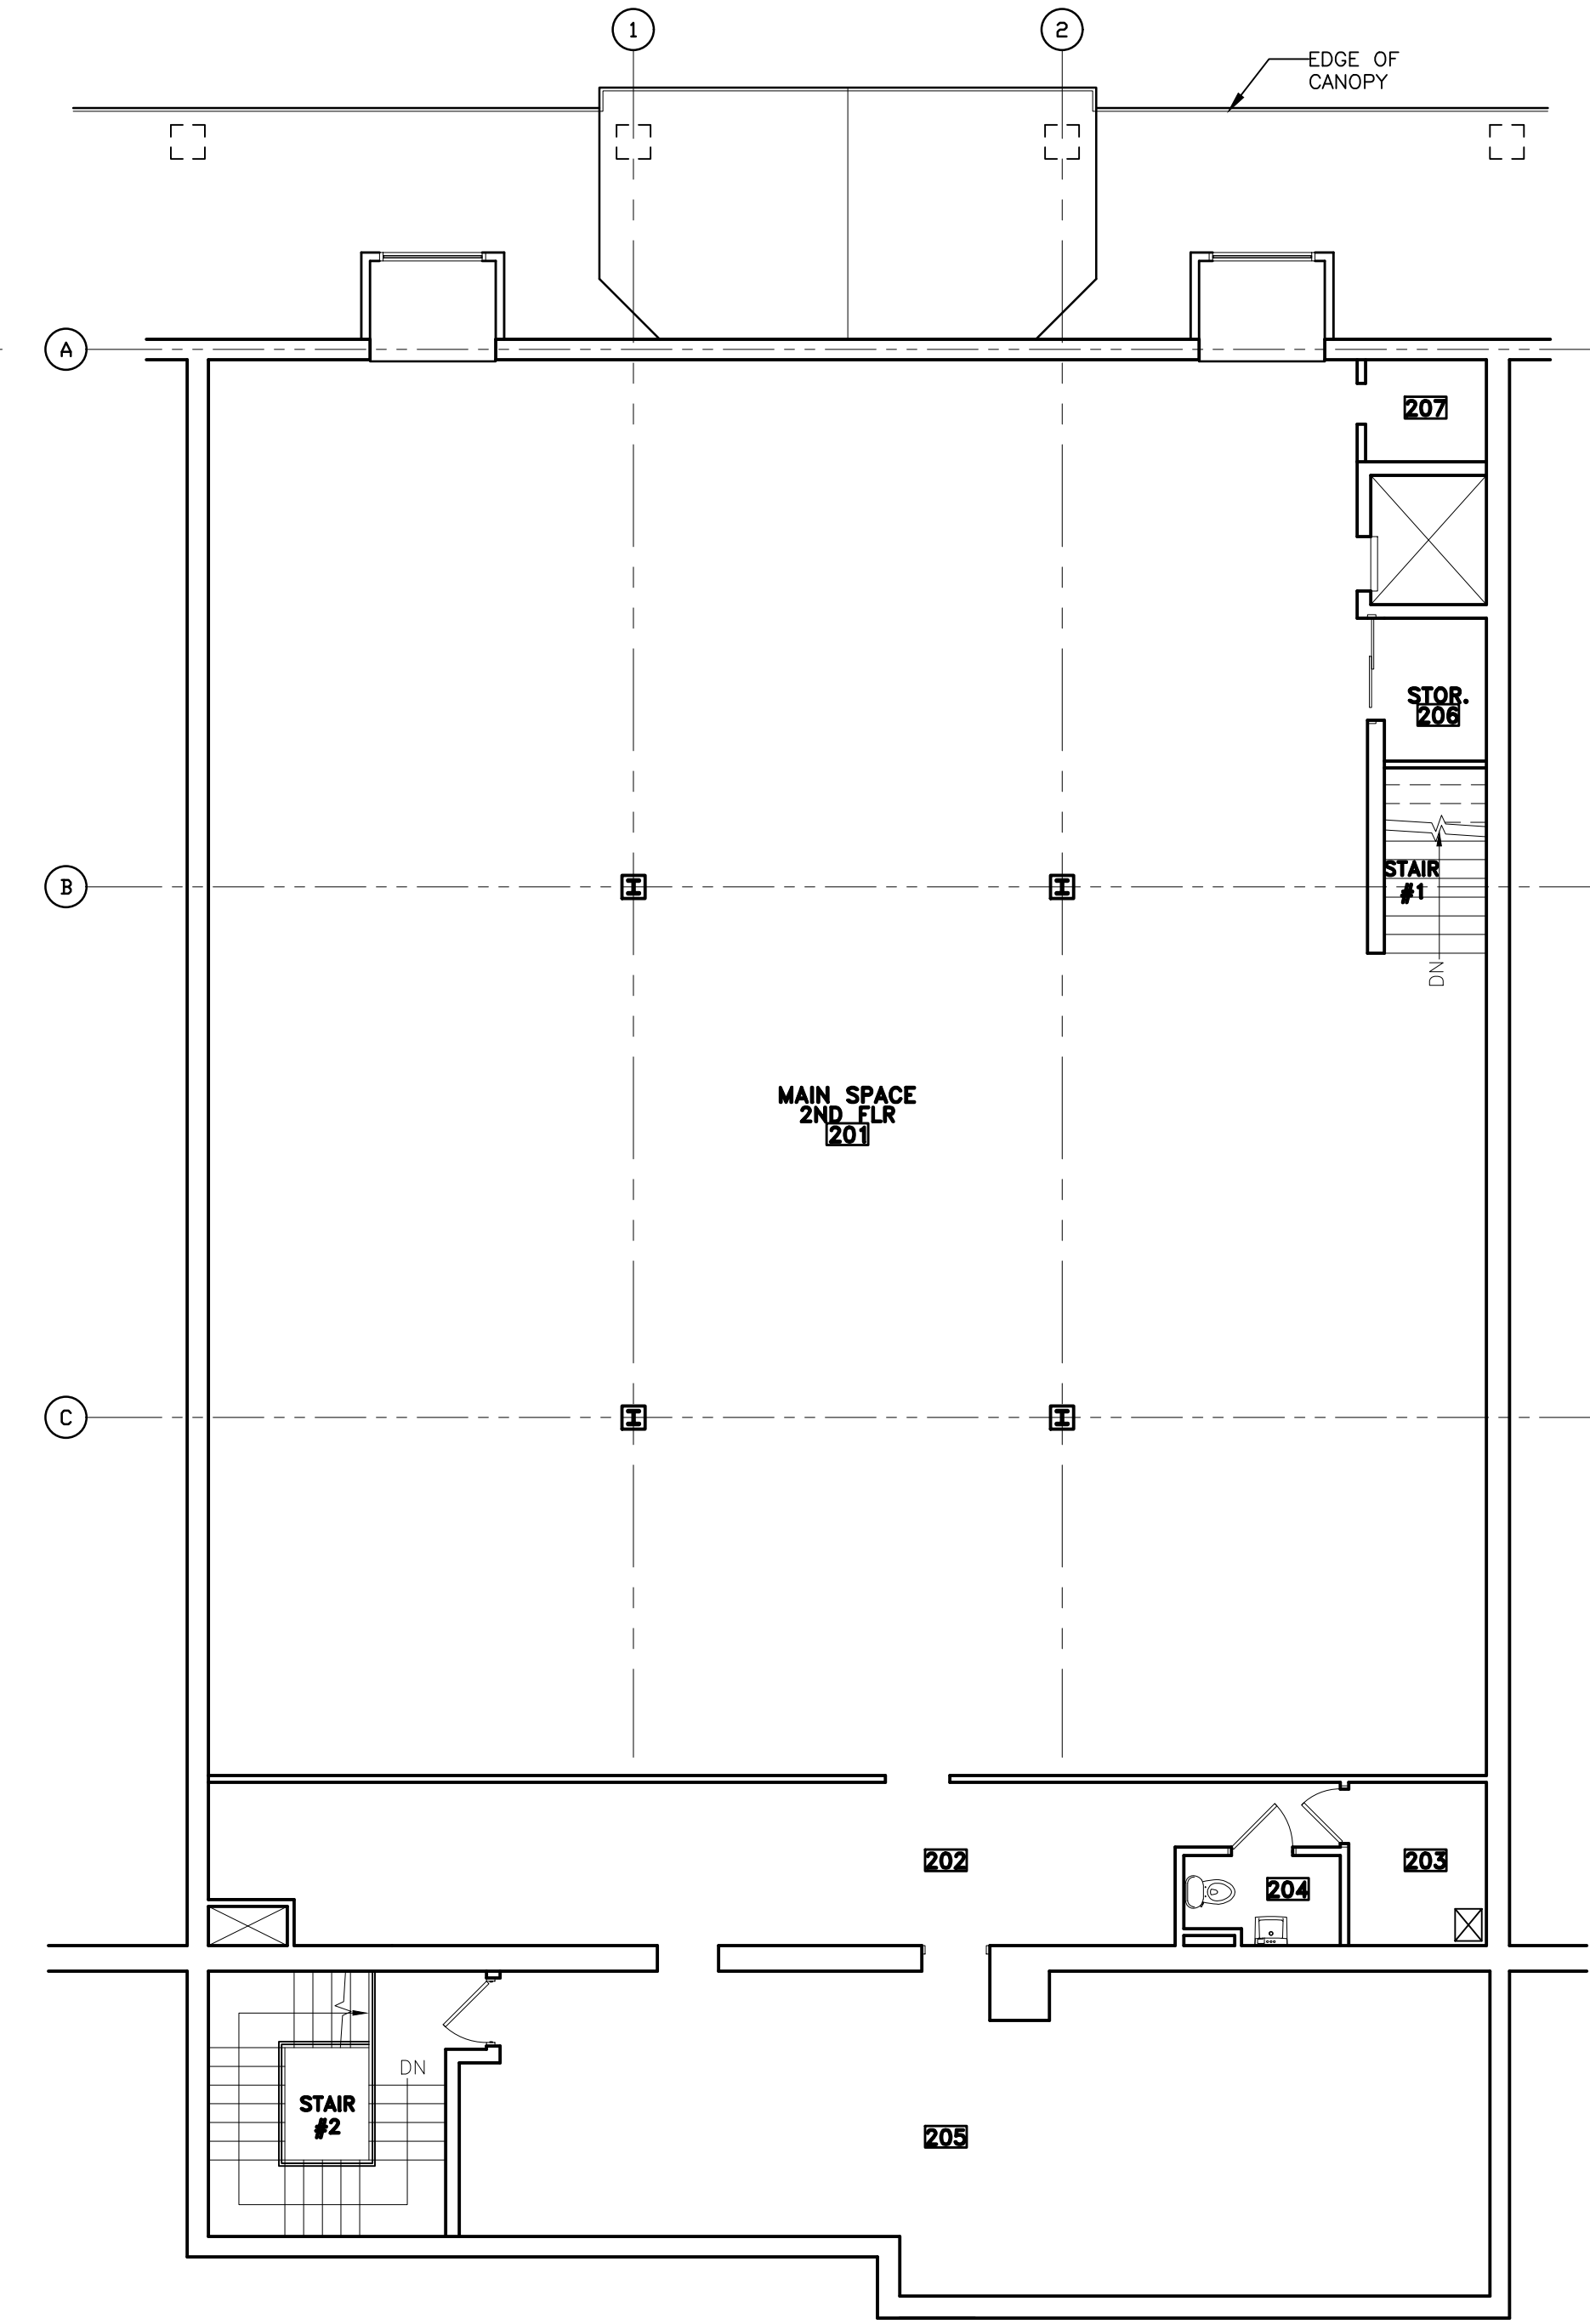 1
2
EDGE OF
CANOPY
A
207
STOR.
206
B
STAIR
#1
DN
MAIN SPACE
2ND FLR
201
C
202
203
204
DN
STAIR
#2
205